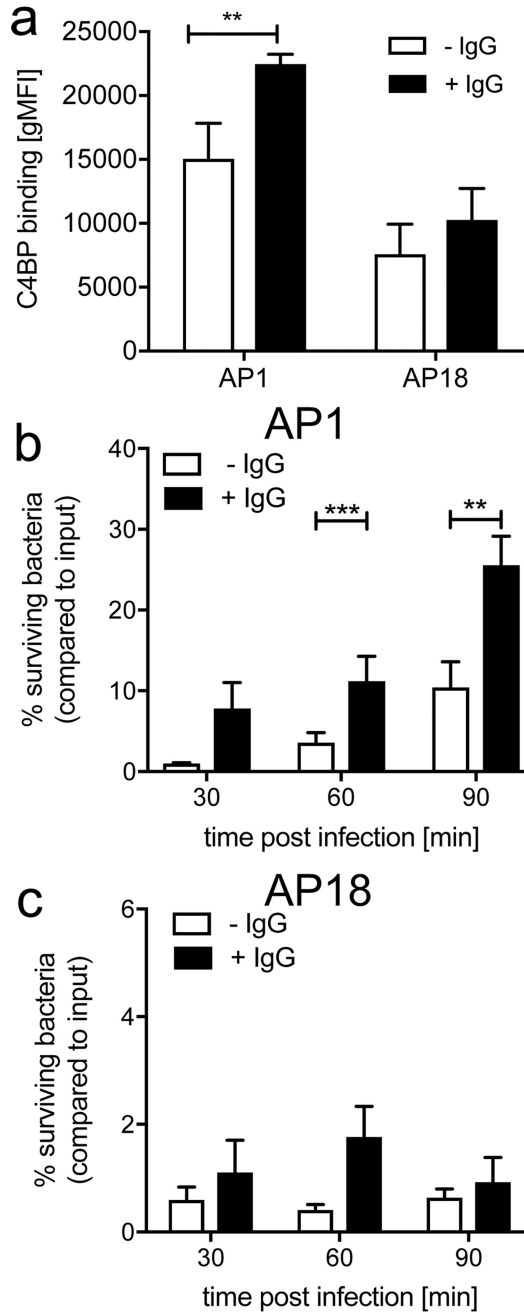 a
C4BP binding [gMFI]
25000
20000
15000
10000
5000
0
**
- IgG
+ IgG
AP1
AP18
b
AP1
% surviving bacteria
(compared to input)
40
30
20
10
0
- IgG
+ IgG
***
**
30
60
90
time post infection [min]
c
AP18
% surviving bacteria
(compared to input)
6
4
2
0
- IgG
+ IgG
30
60
90
time post infection [min]